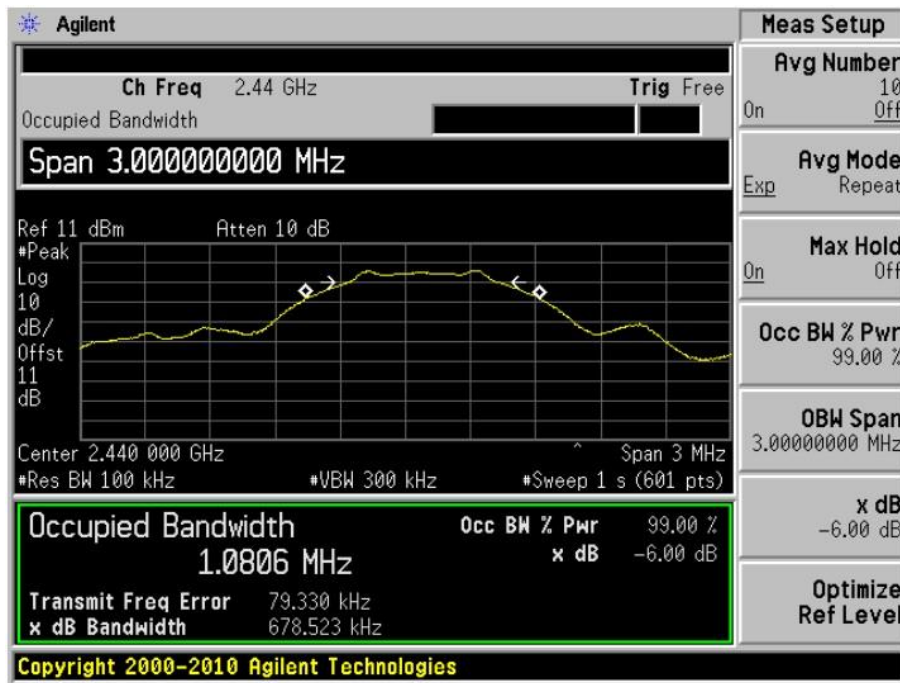 Agilent
Meas Setup
Ch Freq 2.44 GHz Trig Free
Occupied Bandwidth
Span 3.000000000 MHz
Ref 11 dBm Atten 10 dB
#Peak
Log
10
dB/
Offst
11
dB
Center 2.440 000 GHz Span 3 MHz
#Res BW 100 kHz #VBW 300 kHz #Sweep 1 s (601 pts)
Occupied Bandwidth
1.0806 MHz
Occ BW % Pwr 99.00 %
x dB -6.00 dB
Transmit Freq Error 79.330 kHz
x dB Bandwidth 678.523 kHz
Copyright 2000-2010 Agilent Technologies
Avg Number
10
On Off
Avg Mode
Exp Repeat
Max Hold
On Off
Occ BW % Pwr
99.00 %
OBW Span
3.00000000 MHz
x dB
-6.00 dB
Optimize
Ref Level